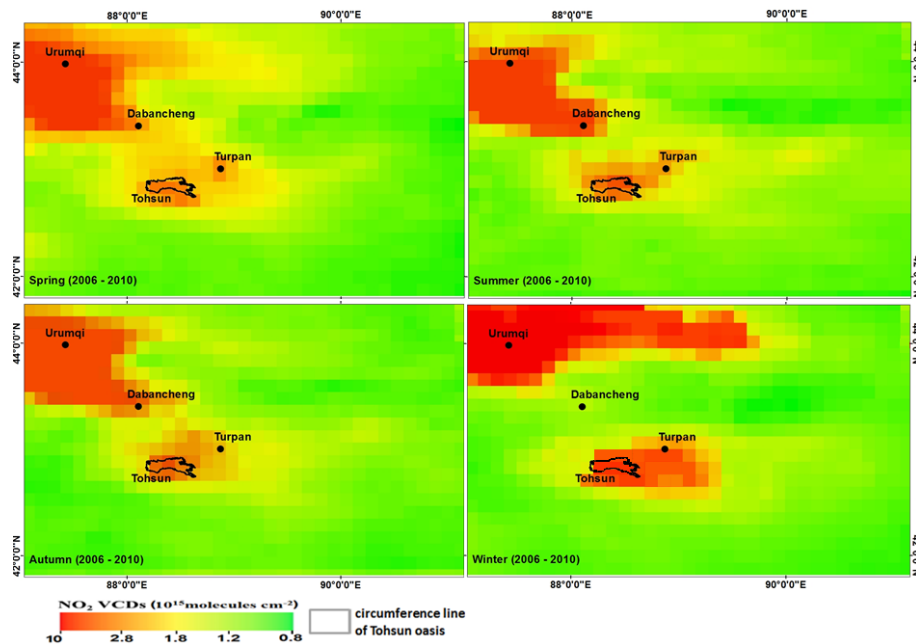 88°0'0"E 90°0'0"E 88°0'0"E 90°0'0"E
44°0'0"N
Urumqi
Dabancheng
Turpan
Tohsun
42°0'0"N
Spring (2006 - 2010)
Urumqi
Dabancheng
Turpan
Tohsun
Summer (2006 - 2010)
44°0'0"N
Urumqi
Dabancheng
Turpan
Tohsun
42°0'0"N
Autumn (2006 - 2010)
Urumqi
Dabancheng
Turpan
Tohsun
Winter (2006 - 2010)
88°0'0"E 90°0'0"E 88°0'0"E 90°0'0"E
NO₂ VCDs (10¹⁵molecules cm⁻²)
10 2.8 1.8 1.2 0.8
circumference line
of Tohsun oasis